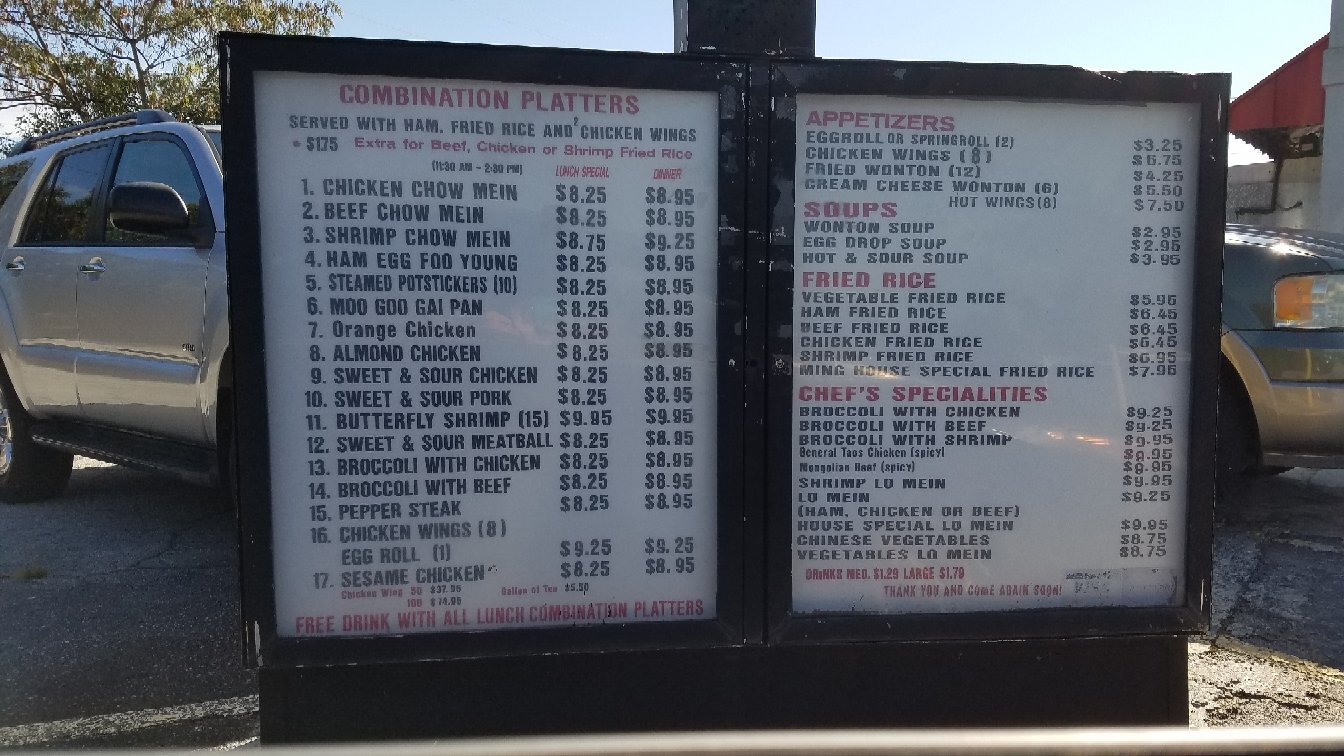 COMBINATION PLATTERS
SERVED WITH HAM, FRIED RICE AND 2 CHICKEN WINGS
• $175 Extra for Beef, Chicken or Shrimp Fried Rice
(11:30 AM - 2:30 PM) LUNCH SPECIAL DINNER
1. CHICKEN CHOW MEIN $8.25 $8.95
2. BEEF CHOW MEIN $8.25 $8.95
3. SHRIMP CHOW MEIN $8.75 $9.25
4. HAM EGG FOO YOUNG $8.25 $8.95
5. STEAMED POTSTICKERS (10) $8.25 $8.95
6. MOO GOO GAI PAN $8.25 $8.95
7. Orange Chicken $8.25 $8.95
8. ALMOND CHICKEN $8.25 $8.95
9. SWEET & SOUR CHICKEN $8.25 $8.95
10. SWEET & SOUR PORK $8.25 $8.95
11. BUTTERFLY SHRIMP (15) $9.95 $9.95
12. SWEET & SOUR MEATBALL $8.25 $8.95
13. BROCCOLI WITH CHICKEN $8.25 $8.95
14. BROCCOLI WITH BEEF $8.25 $8.95
15. PEPPER STEAK $8.25 $8.95
16. CHICKEN WINGS (8)
EGG ROLL (1) $9.25 $9.25
17. SESAME CHICKEN $8.25 $8.95
Chicken Wing 50 $37.95 Gallon of Tea $5.50
100 $74.95
FREE DRINK WITH ALL LUNCH COMBINATION PLATTERS
APPETIZERS
EGGROLL OR SPRINGROLL (2) $3.25
CHICKEN WINGS (8) $6.75
FRIED WONTON (12) $4.25
CREAM CHEESE WONTON (6) $5.50
HOT WINGS (8) $7.50
SOUPS
WONTON SOUP $2.95
EGG DROP SOUP $2.95
HOT & SOUR SOUP $3.95
FRIED RICE
VEGETABLE FRIED RICE $5.95
HAM FRIED RICE $6.45
BEEF FRIED RICE $6.45
CHICKEN FRIED RICE $6.45
SHRIMP FRIED RICE $6.95
MING HOUSE SPECIAL FRIED RICE $7.95
CHEF'S SPECIALITIES
BROCCOLI WITH CHICKEN $9.25
BROCCOLI WITH BEEF $9.25
BROCCOLI WITH SHRIMP $9.95
General Taos Chicken (spicy) $9.95
Mongolian Beef (spicy) $9.95
SHRIMP LO MEIN $9.95
LO MEIN $9.25
(HAM, CHICKEN OR BEEF)
HOUSE SPECIAL LO MEIN $9.95
CHINESE VEGETABLES $8.75
VEGETABLES LO MEIN $8.75
DRINKS MED. $1.29 LARGE $1.79
THANK YOU AND COME AGAIN SOON!